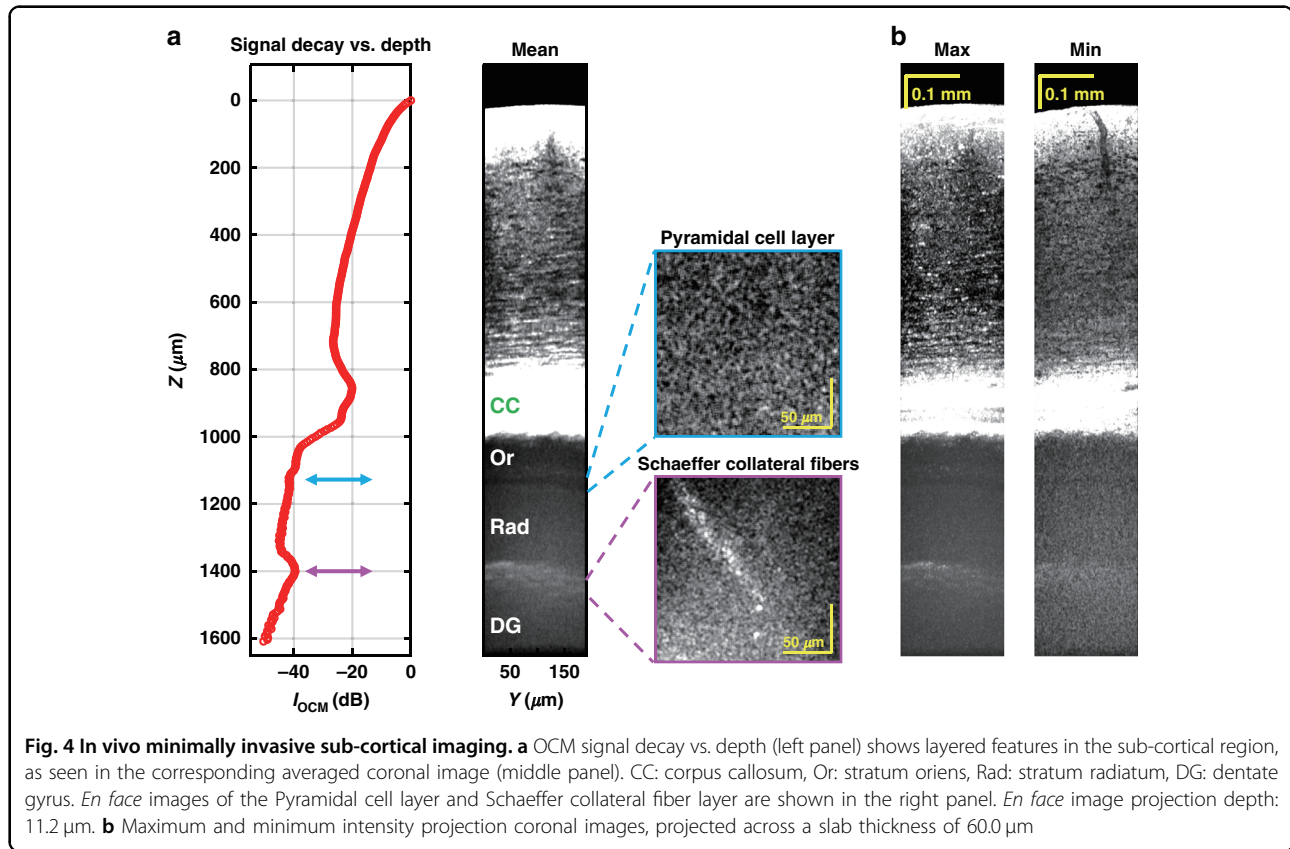 a
Signal decay vs. depth
Mean
b
Max
Min
0
200
400
600
800
1000
1200
1400
1600
Z (μm)
−40
−20
0
I_OCM (dB)
CC
Or
Rad
DG
50
150
Y (μm)
Pyramidal cell layer
50 μm
Schaeffer collateral fibers
50 μm
0.1 mm
0.1 mm
Fig. 4 In vivo minimally invasive sub-cortical imaging. a OCM signal decay vs. depth (left panel) shows layered features in the sub-cortical region,
as seen in the corresponding averaged coronal image (middle panel). CC: corpus callosum, Or: stratum oriens, Rad: stratum radiatum, DG: dentate
gyrus. En face images of the Pyramidal cell layer and Schaeffer collateral fiber layer are shown in the right panel. En face image projection depth:
11.2 μm. b Maximum and minimum intensity projection coronal images, projected across a slab thickness of 60.0 μm